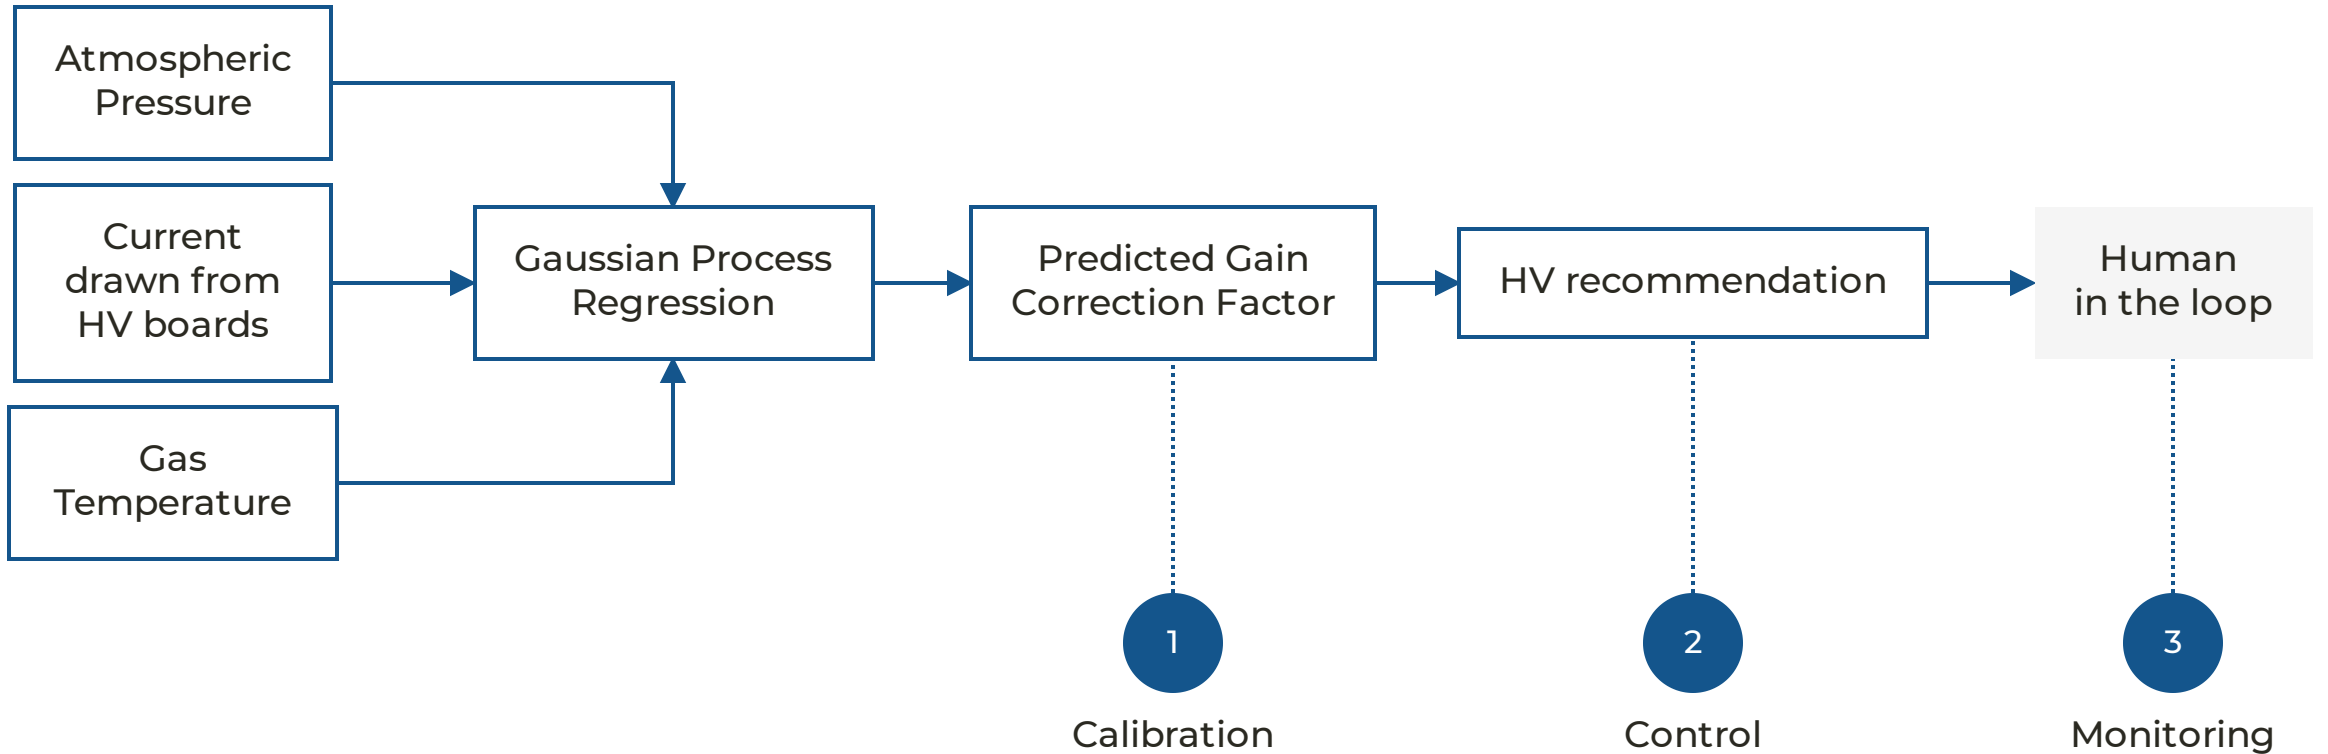 Atmospheric
Pressure
Current
drawn from
HV boards
Gas
Temperature
Gaussian Process
Regression
Predicted Gain
Correction Factor
HV recommendation
Human
in the loop
1
Calibration
2
Control
3
Monitoring